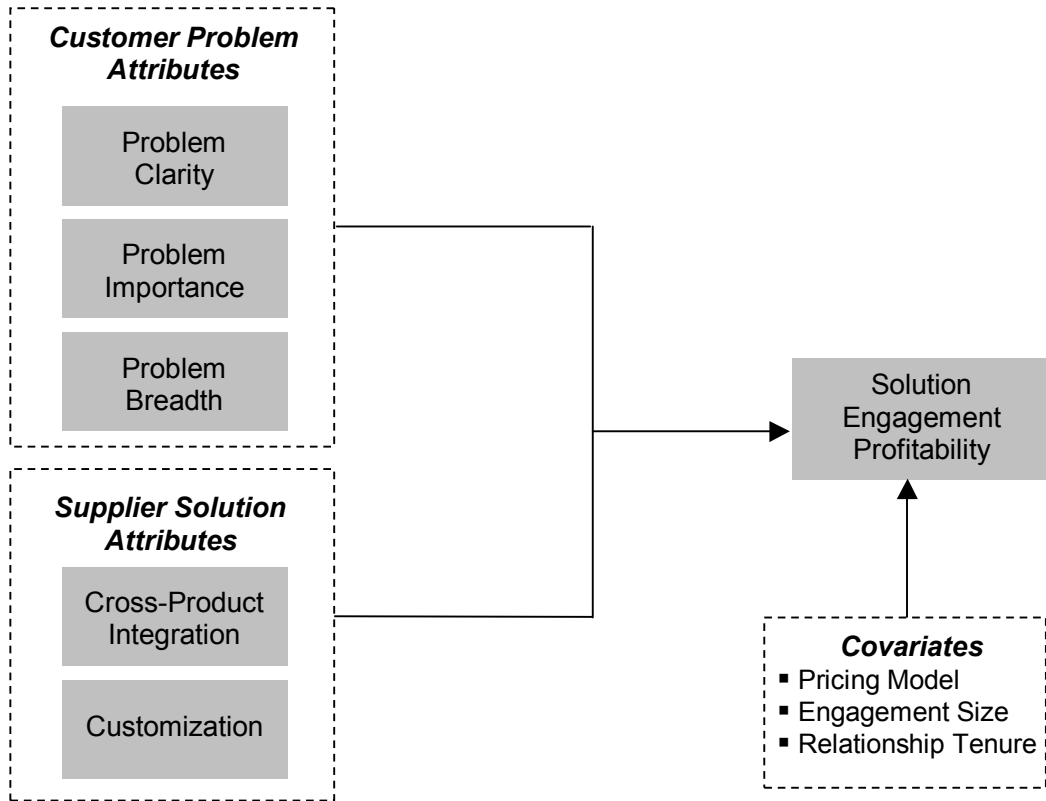 Customer Problem
Attributes
Problem
Clarity
Problem
Importance
Problem
Breadth
Supplier Solution
Attributes
Cross-Product
Integration
Customization
Solution
Engagement
Profitability
Covariates
▪ Pricing Model
▪ Engagement Size
▪ Relationship Tenure